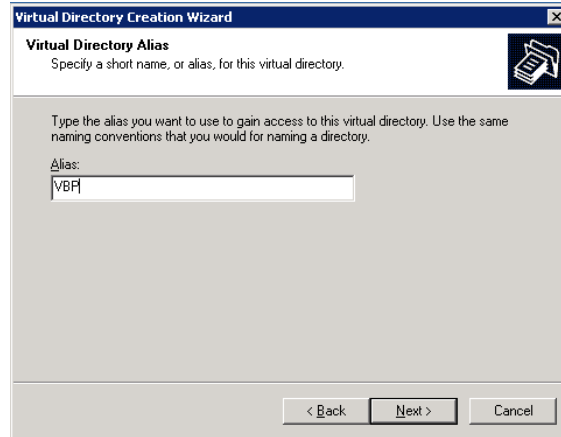 Virtual Directory Creation Wizard
Virtual Directory Alias
Specify a short name, or alias, for this virtual directory.
Type the alias you want to use to gain access to this virtual directory. Use the same
naming conventions that you would for naming a directory.
Alias:
VBP
< Back Next > Cancel